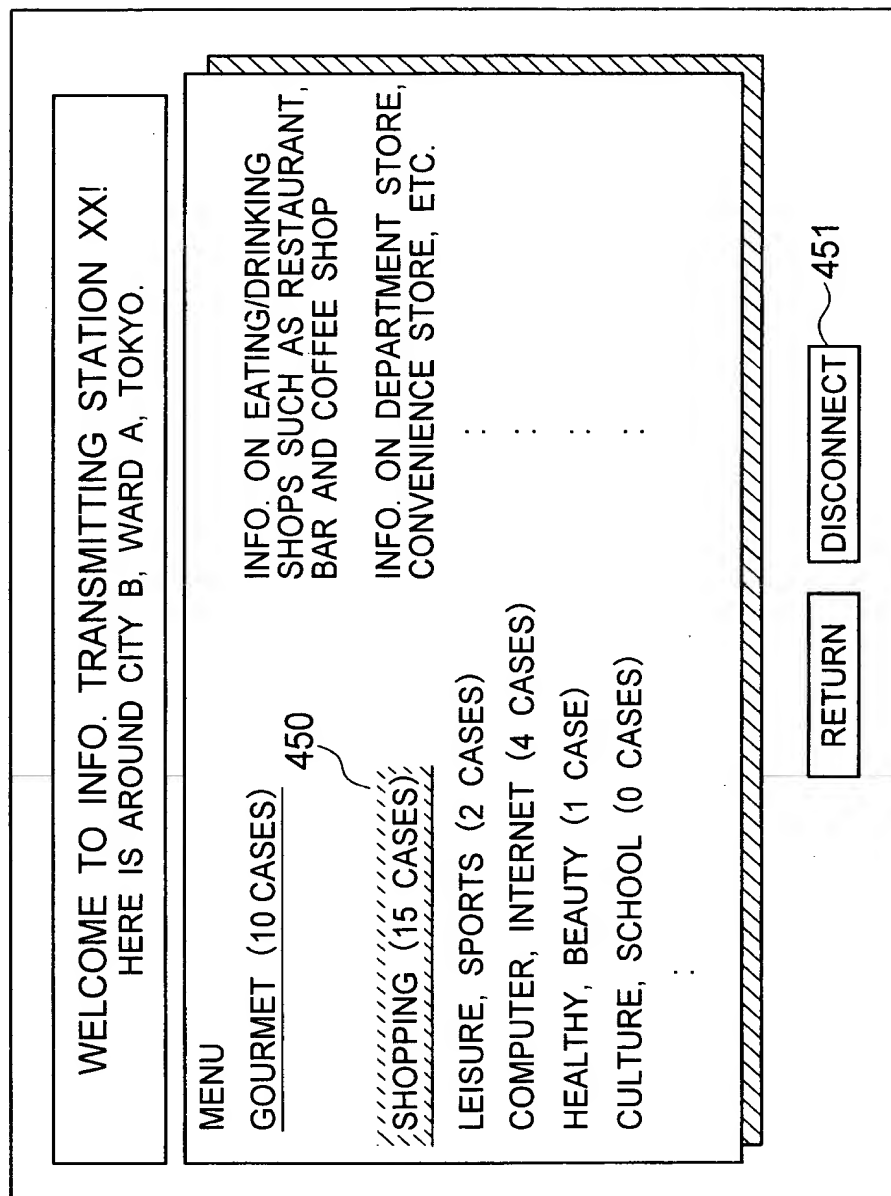 WELCOME TO INFO. TRANSMITTING STATION XX!
HERE IS AROUND CITY B, WARD A, TOKYO.
MENU
GOURMET (10 CASES)
INFO. ON EATING/DRINKING
SHOPS SUCH AS RESTAURANT,
BAR AND COFFEE SHOP
450
SHOPPING (15 CASES)
INFO. ON DEPARTMENT STORE,
CONVENIENCE STORE, ETC.
LEISURE, SPORTS (2 CASES) :
COMPUTER, INTERNET (4 CASES) :
HEALTHY, BEAUTY (1 CASE) :
CULTURE, SCHOOL (0 CASES) :
:
RETURN
DISCONNECT
451